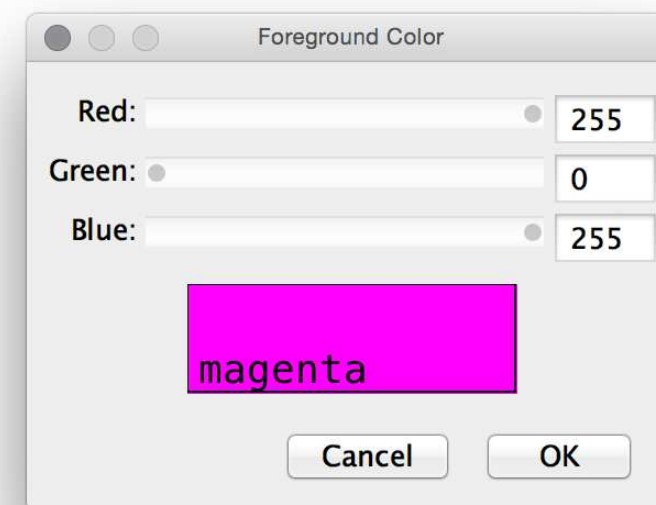 Foreground Color
Red: 255
Green: 0
Blue: 255
magenta
Cancel OK